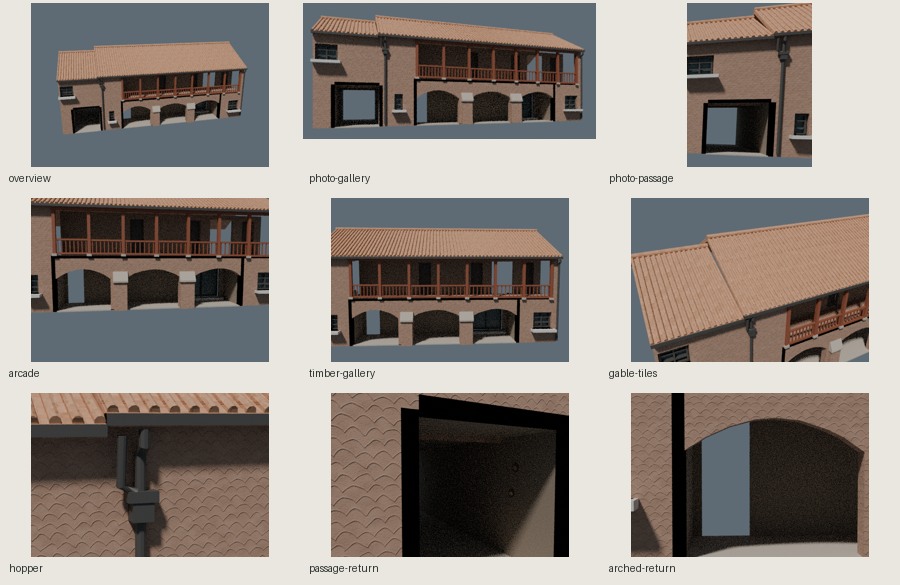 overview
photo-gallery
photo-passage
arcade
timber-gallery
gable-tiles
hopper
passage-return
arched-return